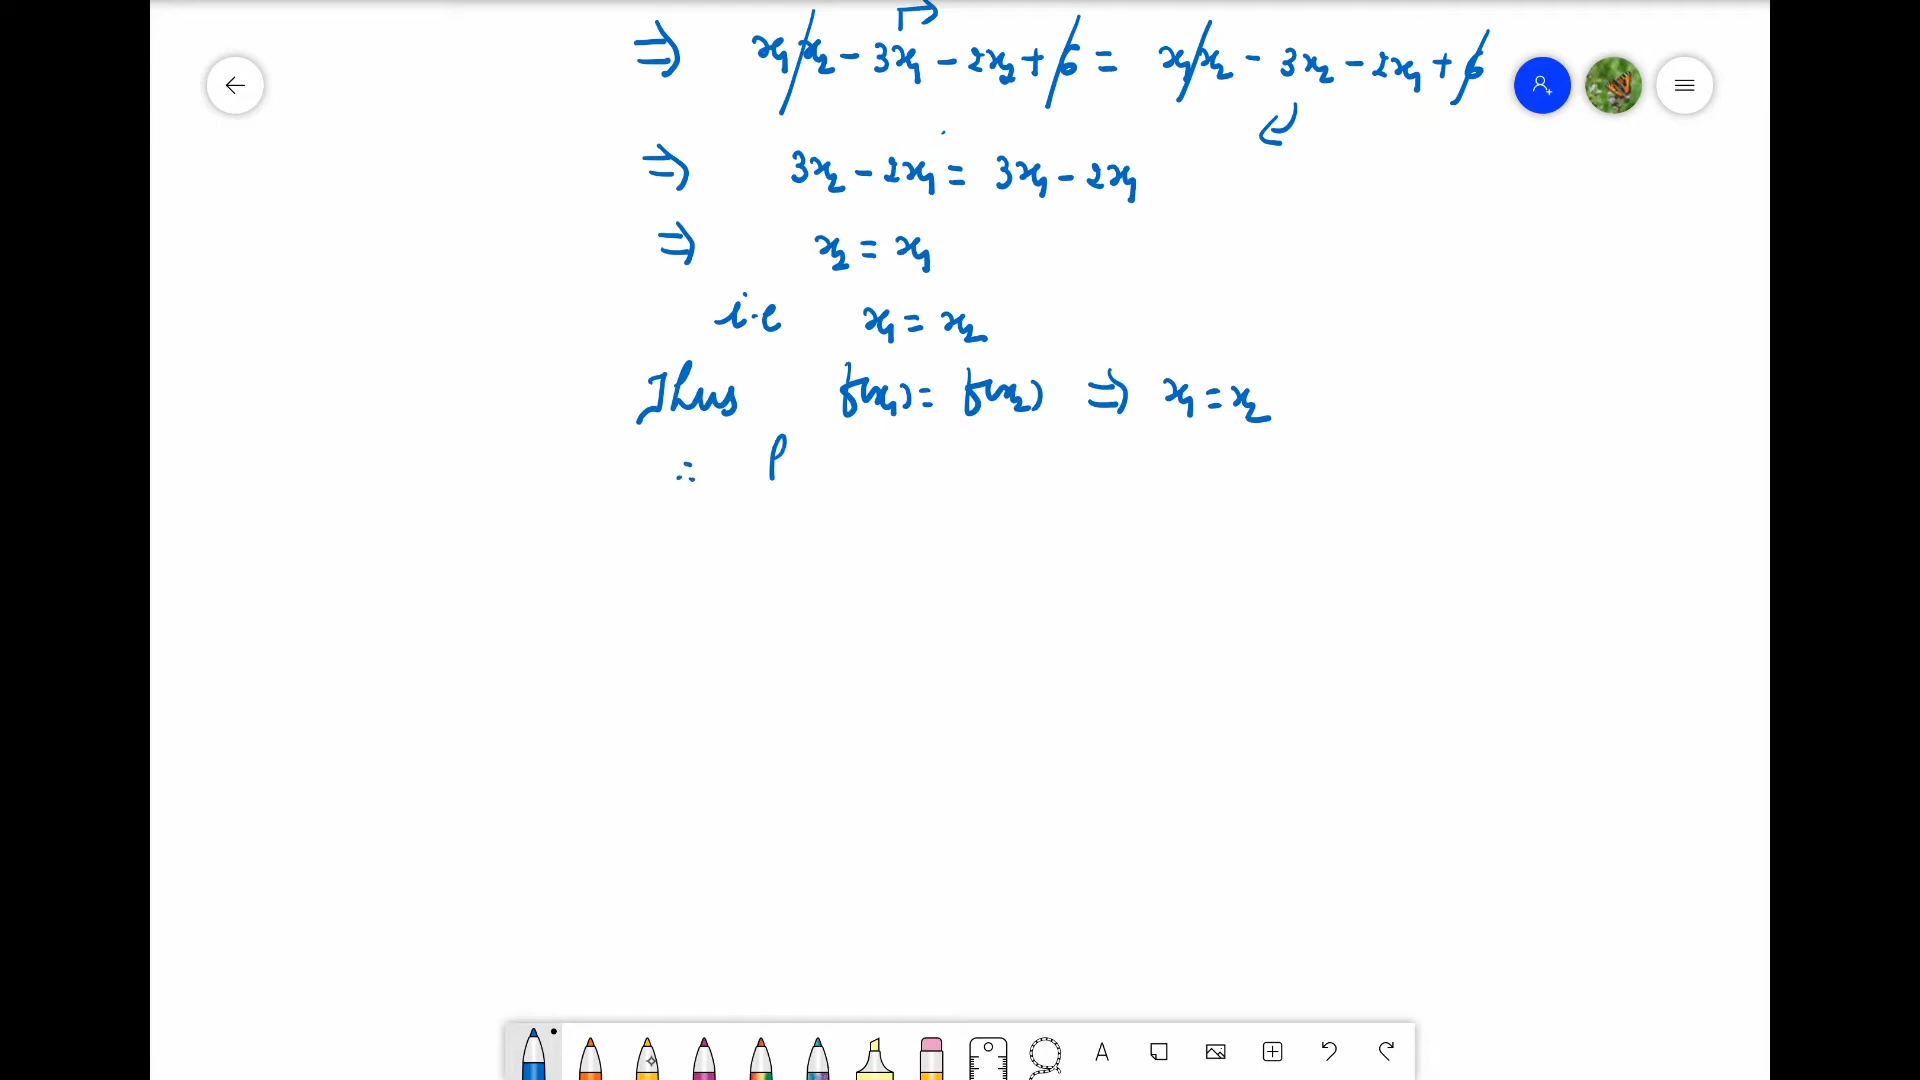 ⇒ x₁x₂ - 3x₁ - 2x₂ + 6 = x₁x₂ - 3x₂ - 2x₁ + 6
⇒ 3x₂ - 2x₁ = 3x₁ - 2x₁
⇒ x₂ = x₁
i.e x₁ = x₂
Thus f(x₁) = f(x₂) ⇒ x₁ = x₂
∴